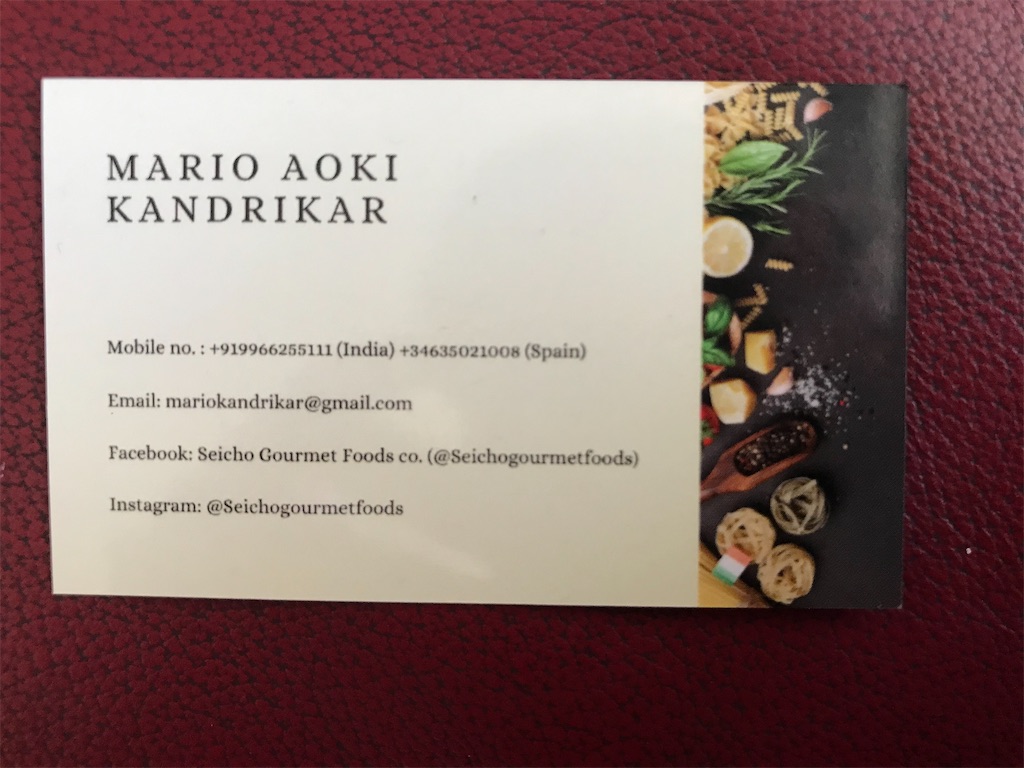 MARIO AOKI
KANDRIKAR
Mobile no. : +919966255111 (India) +34635021008 (Spain)
Email: mariokandrikar@gmail.com
Facebook: Seicho Gourmet Foods co. (@Seichogourmetfoods)
Instagram: @Seichogourmetfoods